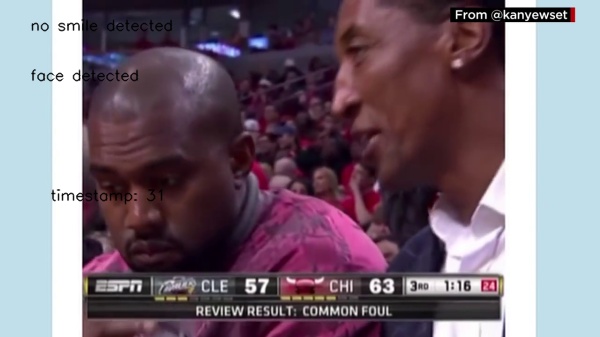 From @kanyewset
no smile detected
face detected
timestamp: 31
ESPN CLE 57 CHI 63 3RD 1:16 24
REVIEW RESULT: COMMON FOUL